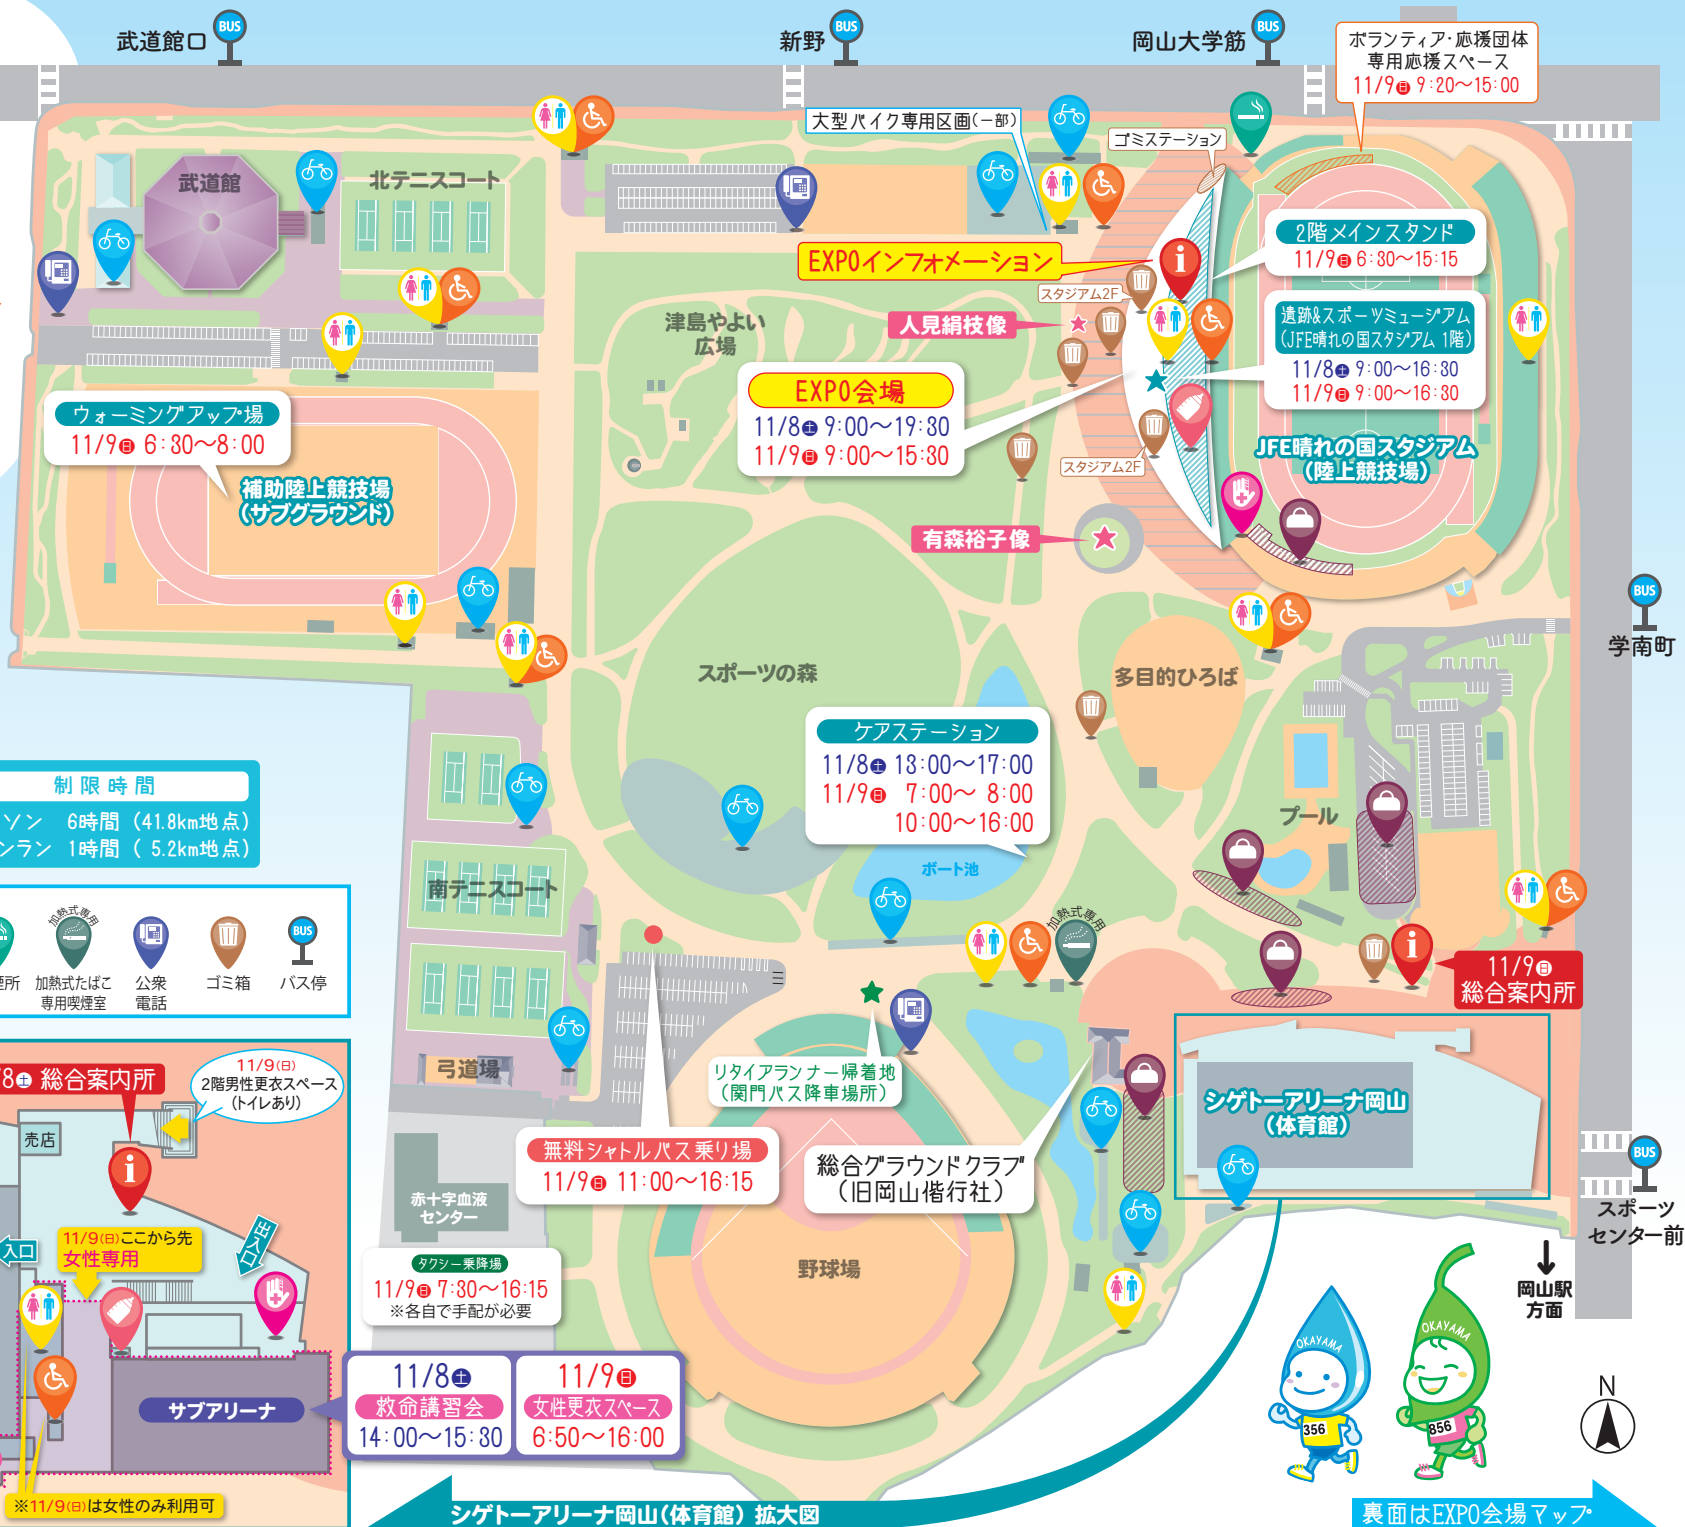 武道館口
BUS
新野
BUS
岡山大学筋
BUS
ボランティア・応援団体
専用応援スペース
11/9㊐ 9:20〜15:00
大型バイク専用区画(一部)
ゴミステーション
武道館
北テニスコート
2階メインスタンド
11/9㊐ 6:30〜15:15
EXPOインフォメーション
スタジアム2F
人見絹枝像
津島やよい
広場
遺跡&スポーツミュージアム
(JFE晴れの国スタジアム 1階)
11/8㊏ 9:00〜16:30
11/9㊐ 9:00〜16:30
EXPO会場
11/8㊏ 9:00〜19:30
11/9㊐ 9:00〜15:30
ウォーミングアップ場
11/9㊐ 6:30〜8:00
補助陸上競技場
(サブグラウンド)
スタジアム2F
JFE晴れの国スタジアム
(陸上競技場)
有森裕子像
BUS
学南町
スポーツの森
多目的ひろば
ケアステーション
11/8㊏ 13:00〜17:00
11/9㊐ 7:00〜 8:00
10:00〜16:00
ボート池
プール
制限時間
ソン 6時間 (41.8km地点)
ンラン 1時間 ( 5.2km地点)
南テニスコート
加熱式専用
加熱式専用
BUS
煙所
加熱式たばこ
専用喫煙室
公衆
電話
ゴミ箱
バス停
11/9㊐
総合案内所
弓道場
リタイアランナー帰着地
(関門バス降車場所)
無料シャトルバス乗り場
11/9㊐ 11:00〜16:15
総合グラウンドクラブ
(旧岡山偕行社)
シゲトーアリーナ岡山
(体育館)
BUS
スポーツ
センター前
岡山駅
方面
赤十字血液
センター
タクシー乗降場
11/9㊐ 7:30〜16:15
※各自で手配が必要
野球場
/8㊏ 総合案内所
11/9(日)
2階男性更衣スペース
(トイレあり)
売店
入口
11/9(日)ここから先
女性専用
出入口
サブアリーナ
11/8㊏
救命講習会
14:00〜15:30
11/9㊐
女性更衣スペース
6:50〜16:00
※11/9(日)は女性のみ利用可
シゲトーアリーナ岡山(体育館) 拡大図
OKAYAMA
356
OKAYAMA
856
N
裏面はEXPO会場マップ